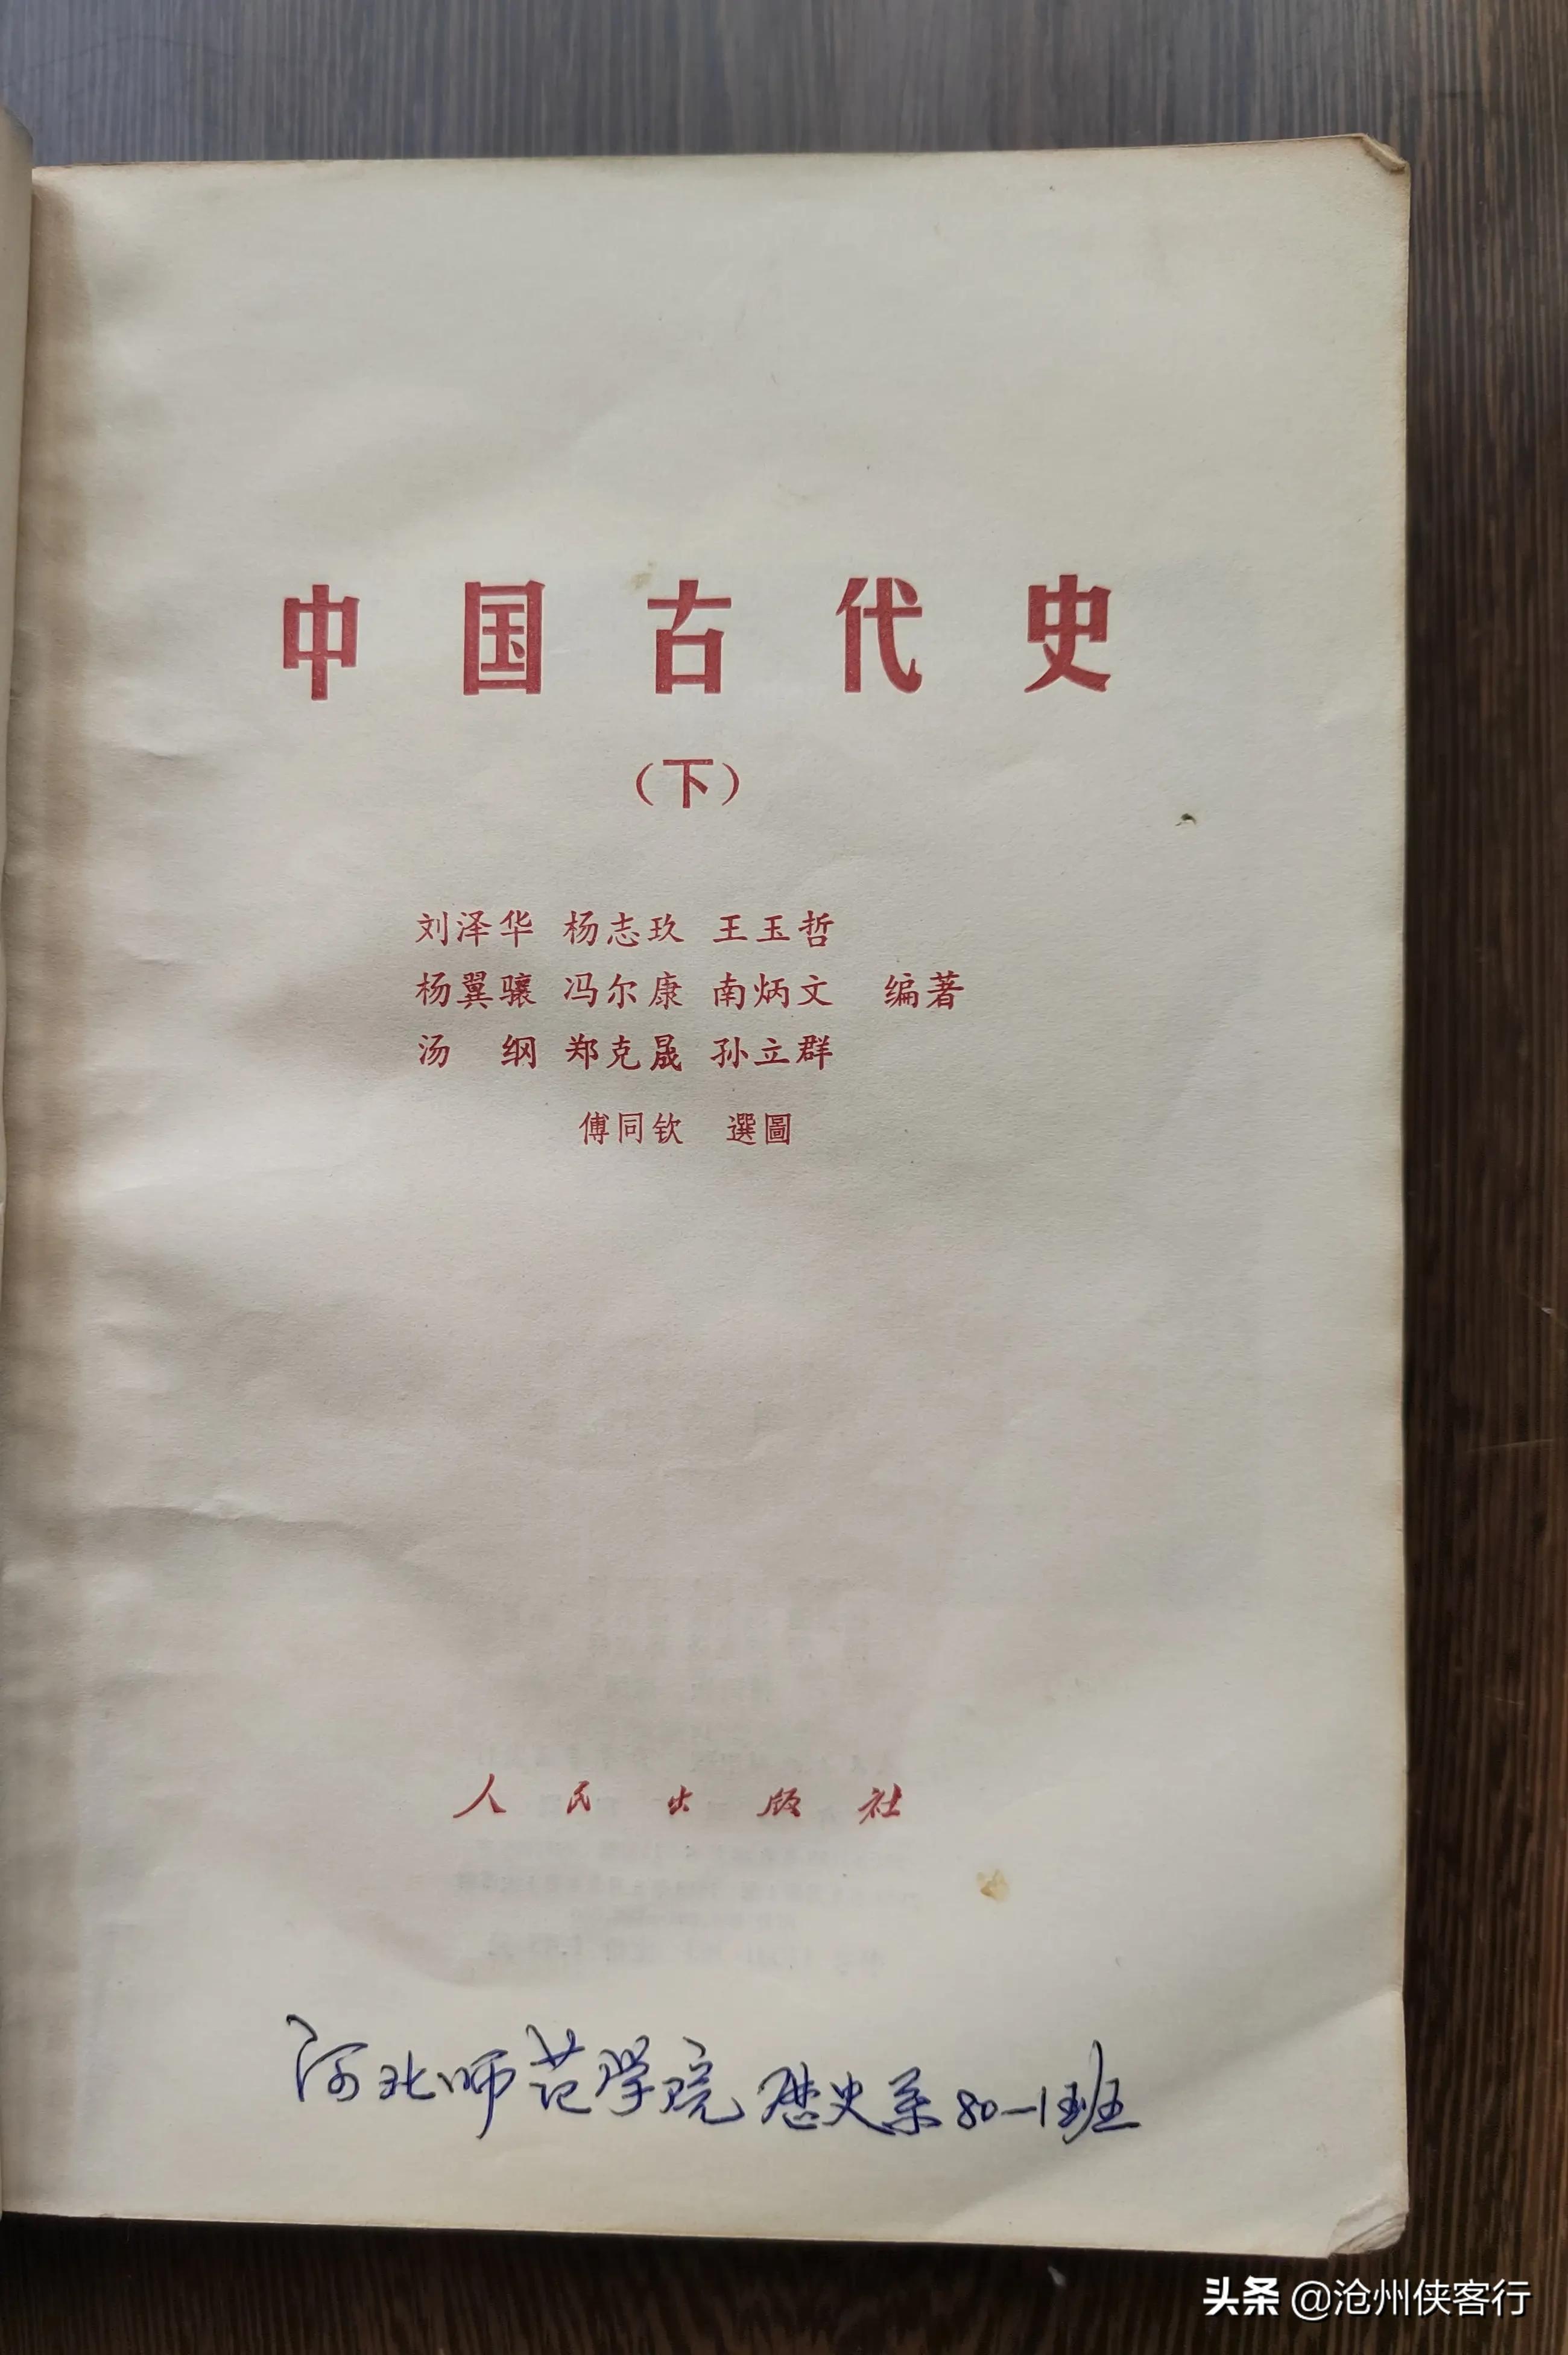 中国古代史
（下）
刘泽华 杨志玖 王玉哲
杨翼骧 冯尔康 南炳文 编著
汤纲 郑克晟 孙立群
傅同钦 選圖
人民出版社
河北师范学院 历史系80-1班
头条 @沧州侠客行